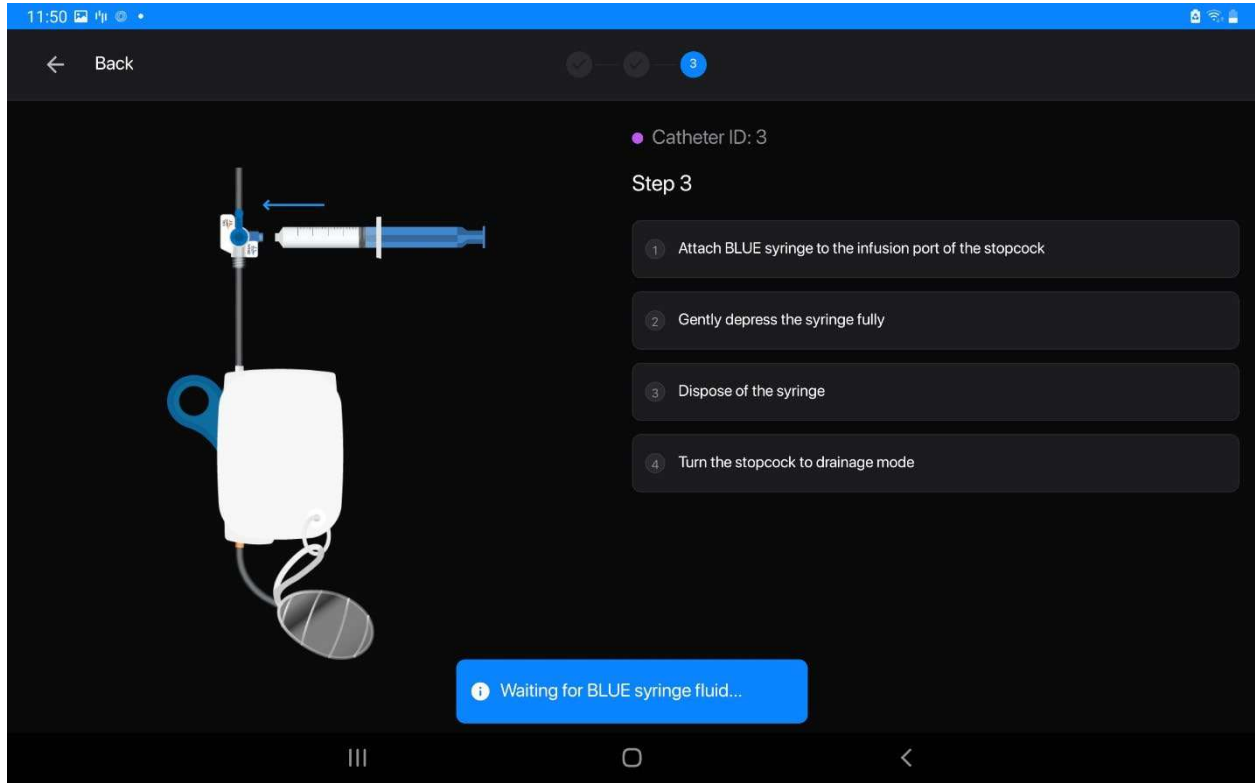 11:50
Back
3
Catheter ID: 3
Step 3
1 Attach BLUE syringe to the infusion port of the stopcock
2 Gently depress the syringe fully
3 Dispose of the syringe
4 Turn the stopcock to drainage mode
Waiting for BLUE syringe fluid...